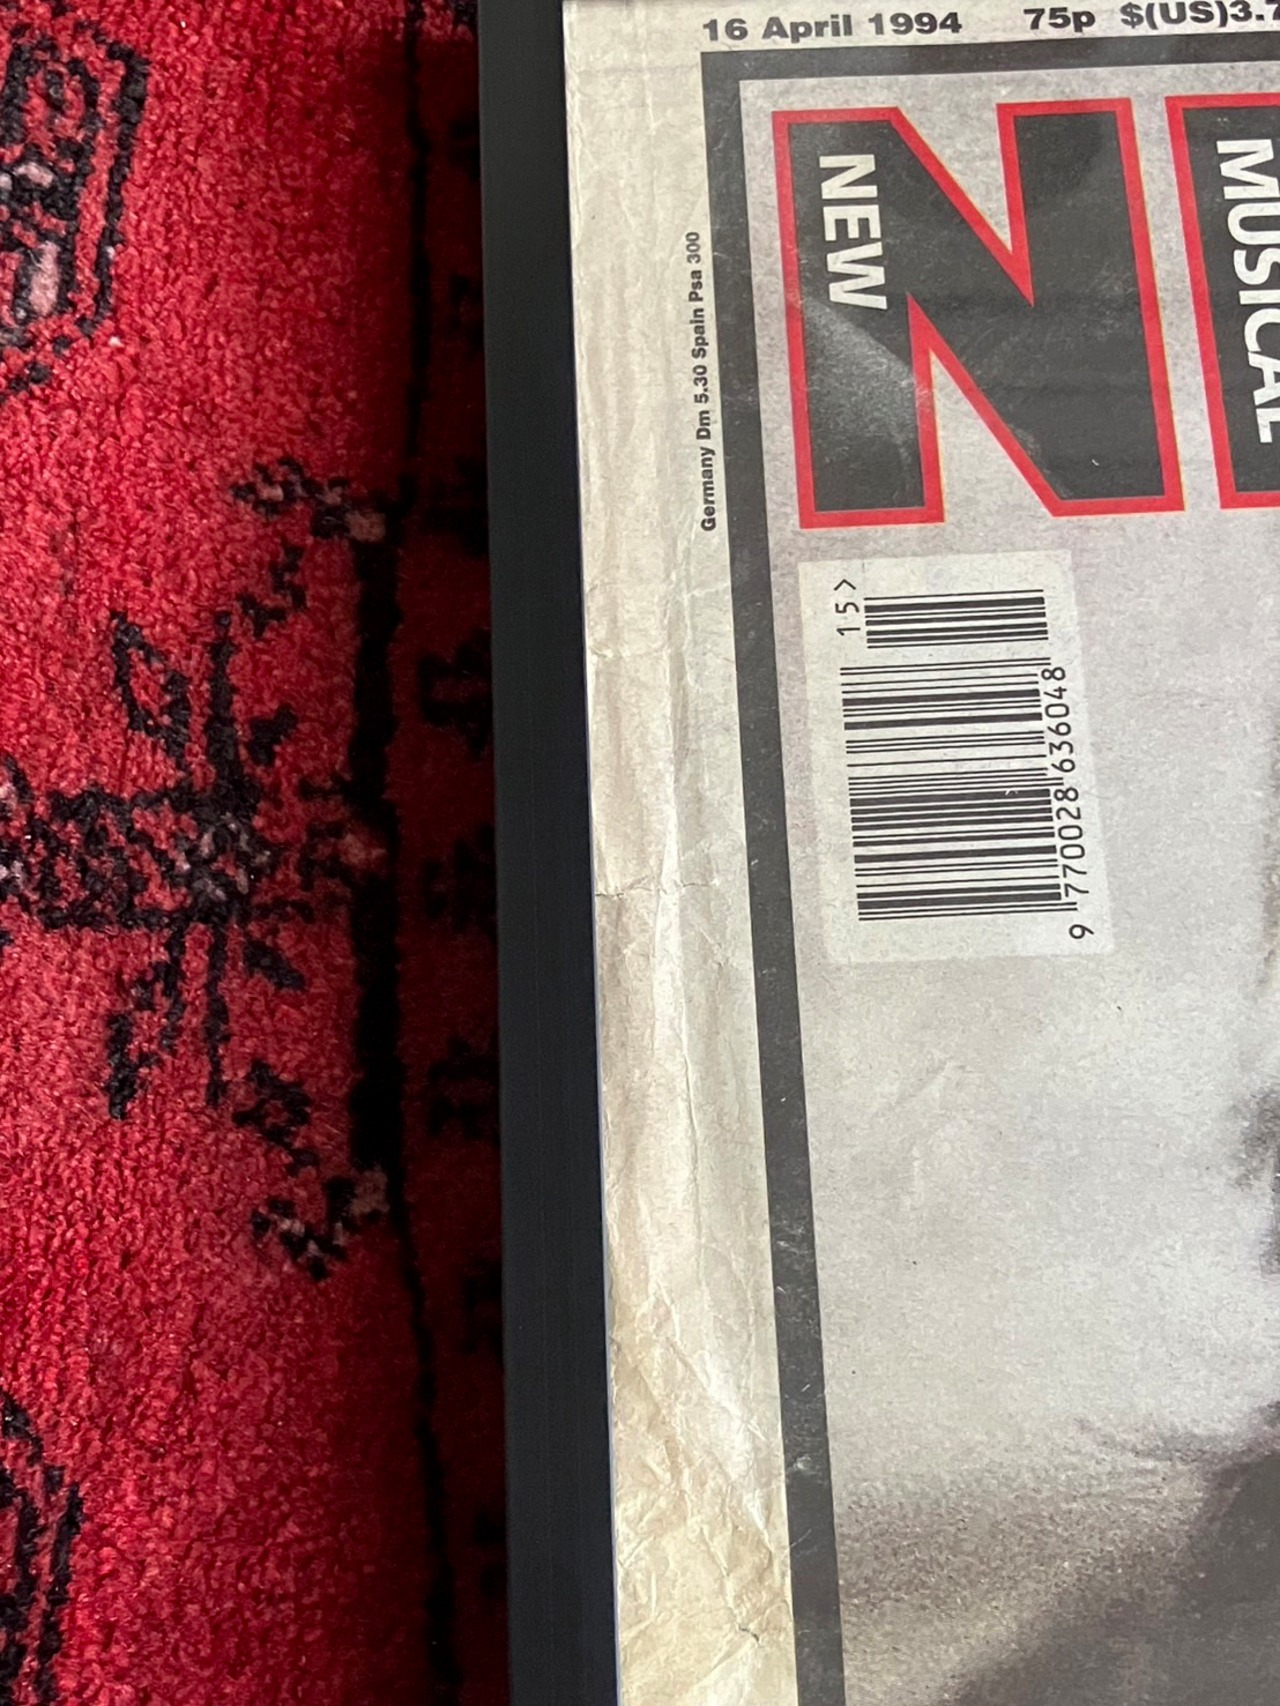 16 April 1994 75p $(US)3.7
Germany Dm 5.30 Spain Psa 300
N
NEW
MUSICAL
15>
9 770028 636048